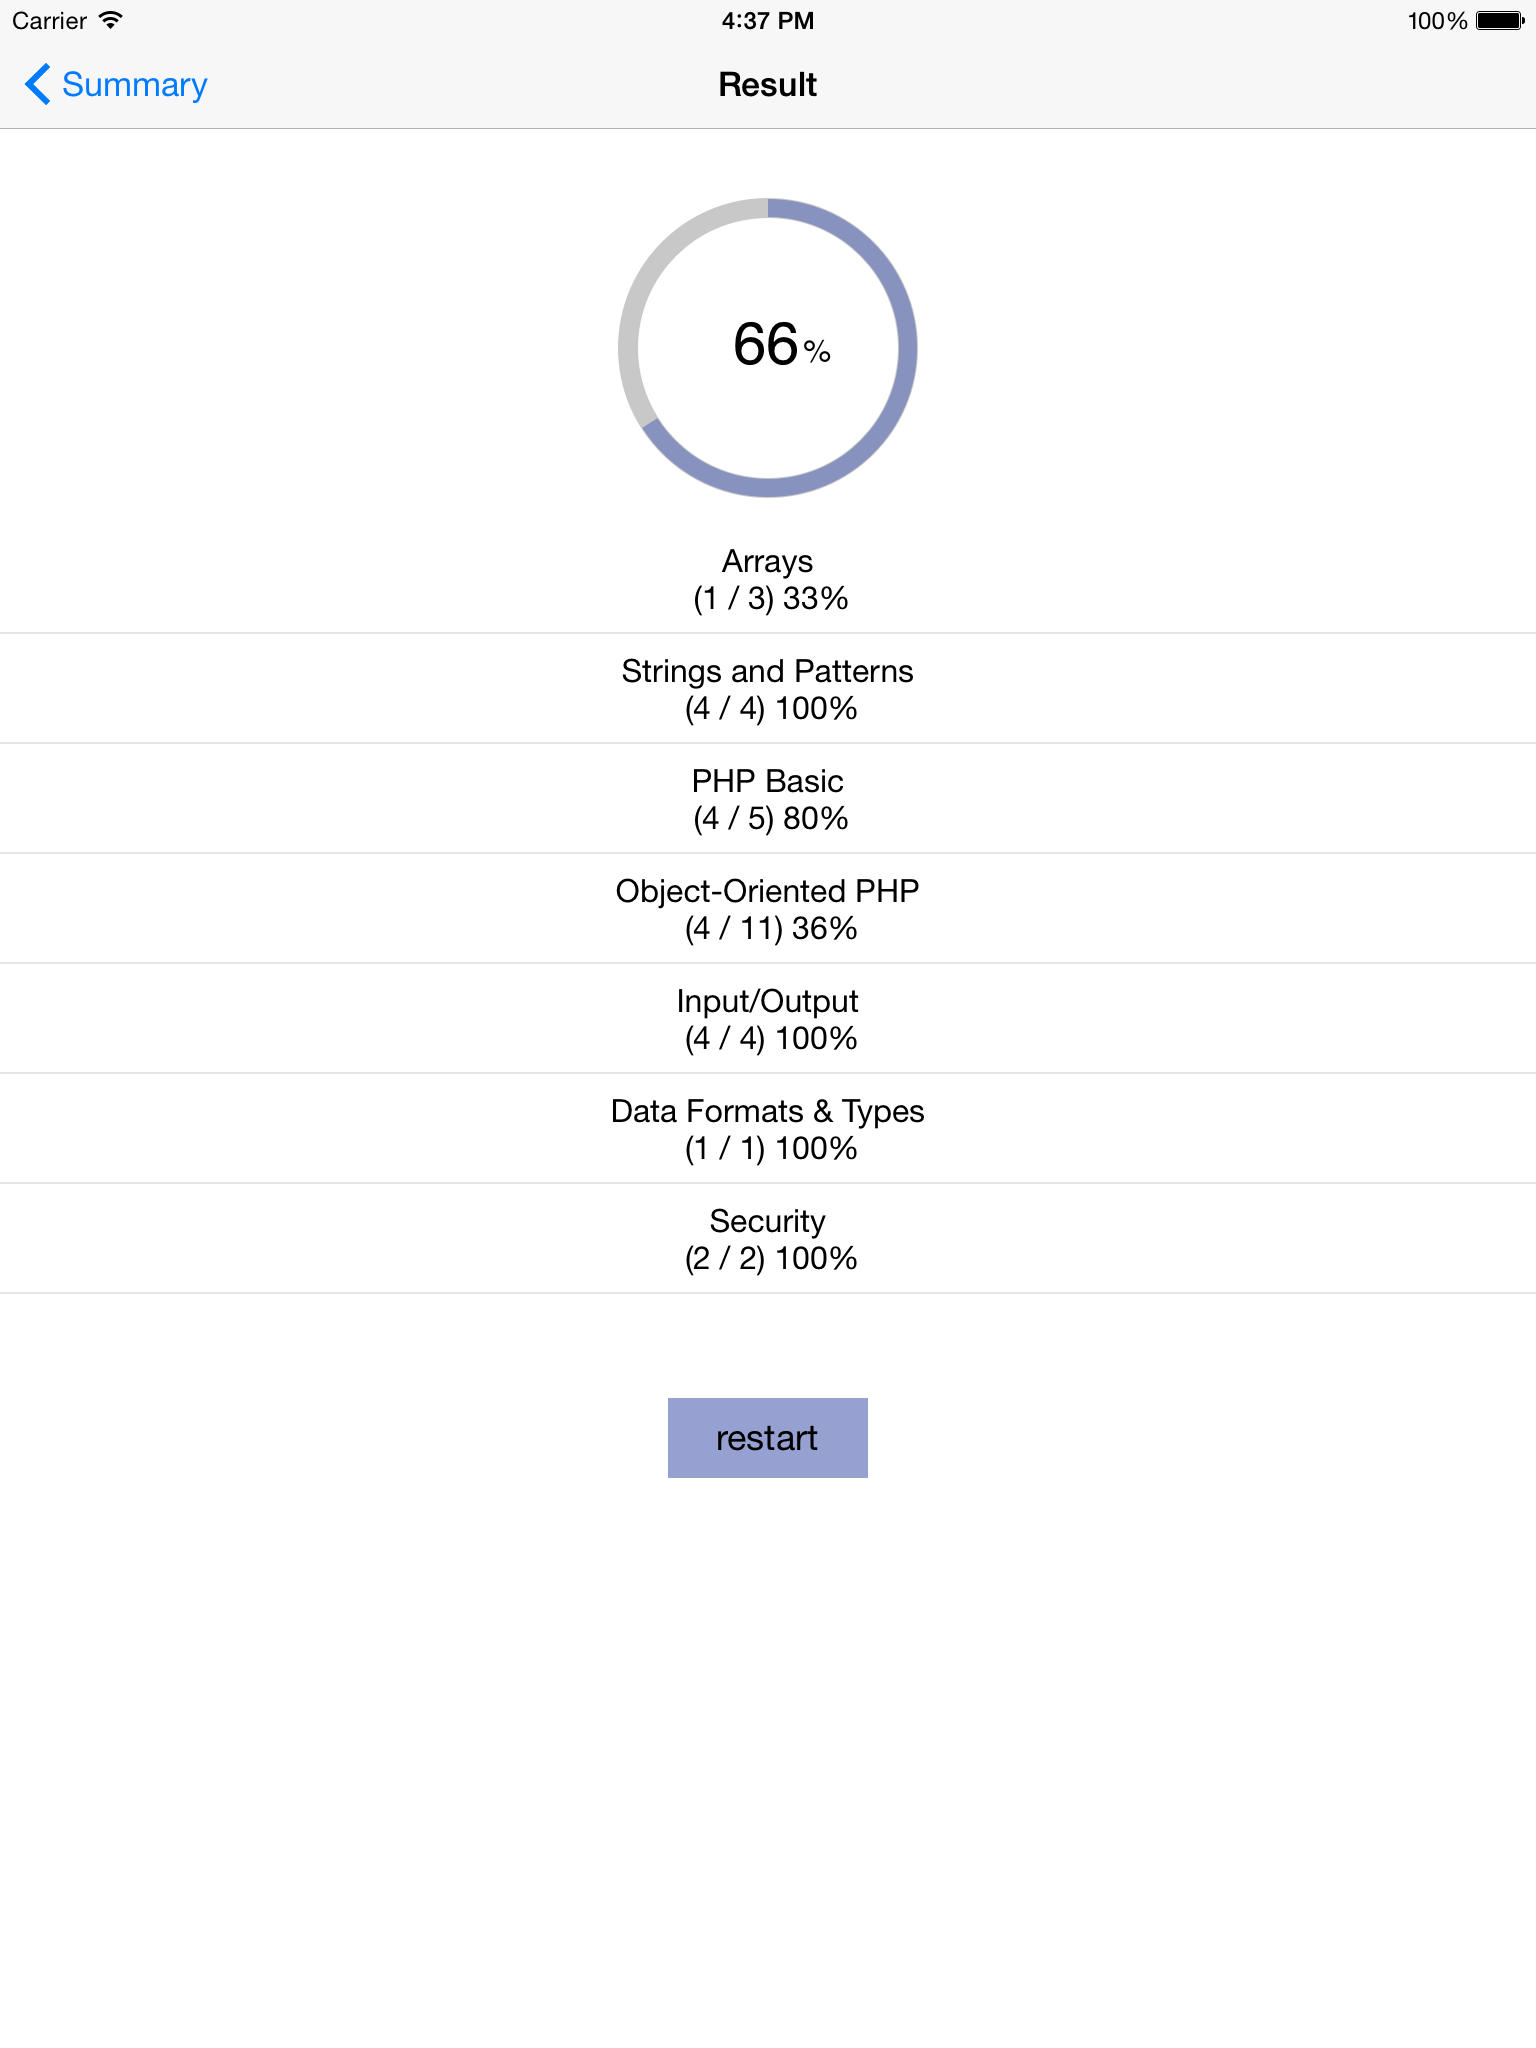 Carrier 4:37 PM 100%
Summary Result
66%
Arrays
(1 / 3) 33%
Strings and Patterns
(4 / 4) 100%
PHP Basic
(4 / 5) 80%
Object-Oriented PHP
(4 / 11) 36%
Input/Output
(4 / 4) 100%
Data Formats & Types
(1 / 1) 100%
Security
(2 / 2) 100%
restart